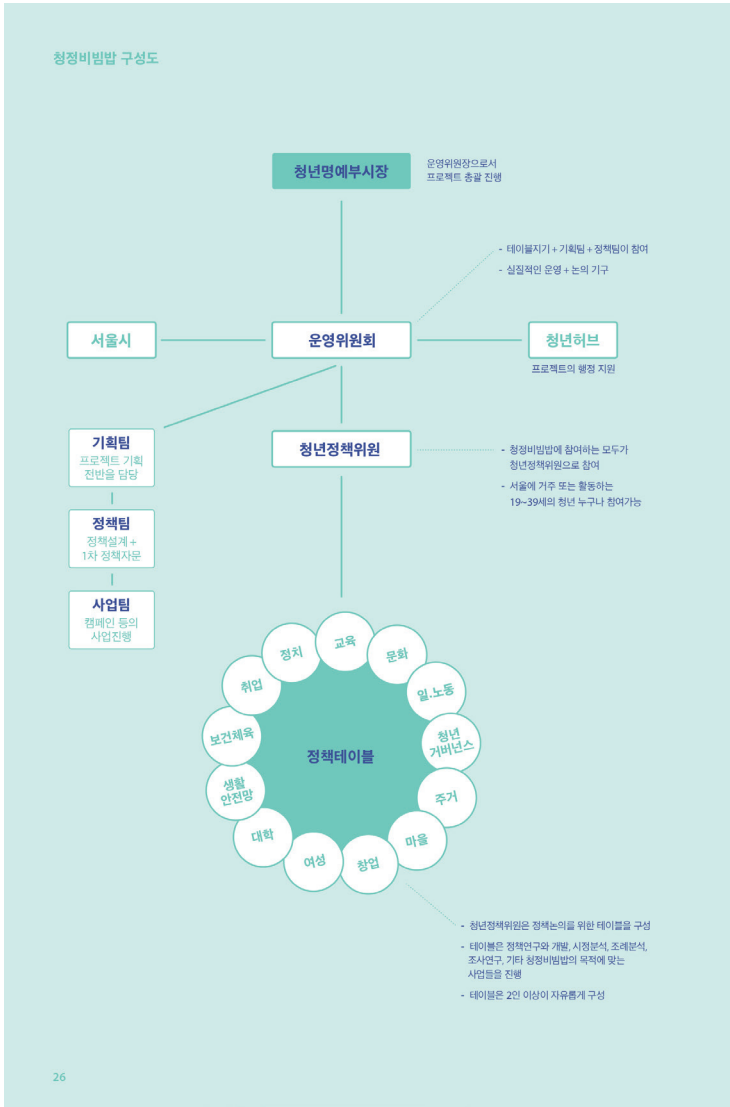 청정비빔밥 구성도
청년명예부시장
운영위원장으로서
프로젝트 총괄 진행
- 테이블지기 + 기획팀 + 정책팀이 참여
- 실질적인 운영 + 논의 기구
서울시
운영위원회
청년허브
프로젝트의 행정 지원
기획팀
프로젝트 기획
전반을 담당
청년정책위원
- 청정비빔밥에 참여하는 모두가
청년정책위원으로 참여
- 서울에 거주 또는 활동하는
19~39세의 청년 누구나 참여가능
정책팀
정책설계 +
1차 정책자문
사업팀
캠페인 등의
사업진행
교육
문화
일.노동
청년
거버넌스
주거
마을
창업
여성
대학
생활
안전망
보건체육
취업
정치
정책테이블
- 청년정책위원은 정책논의를 위한 테이블을 구성
- 테이블은 정책연구와 개발, 시정분석, 조례분석,
조사연구, 기타 청정비빔밥의 목적에 맞는
사업들을 진행
- 테이블은 2인 이상이 자유롭게 구성
26